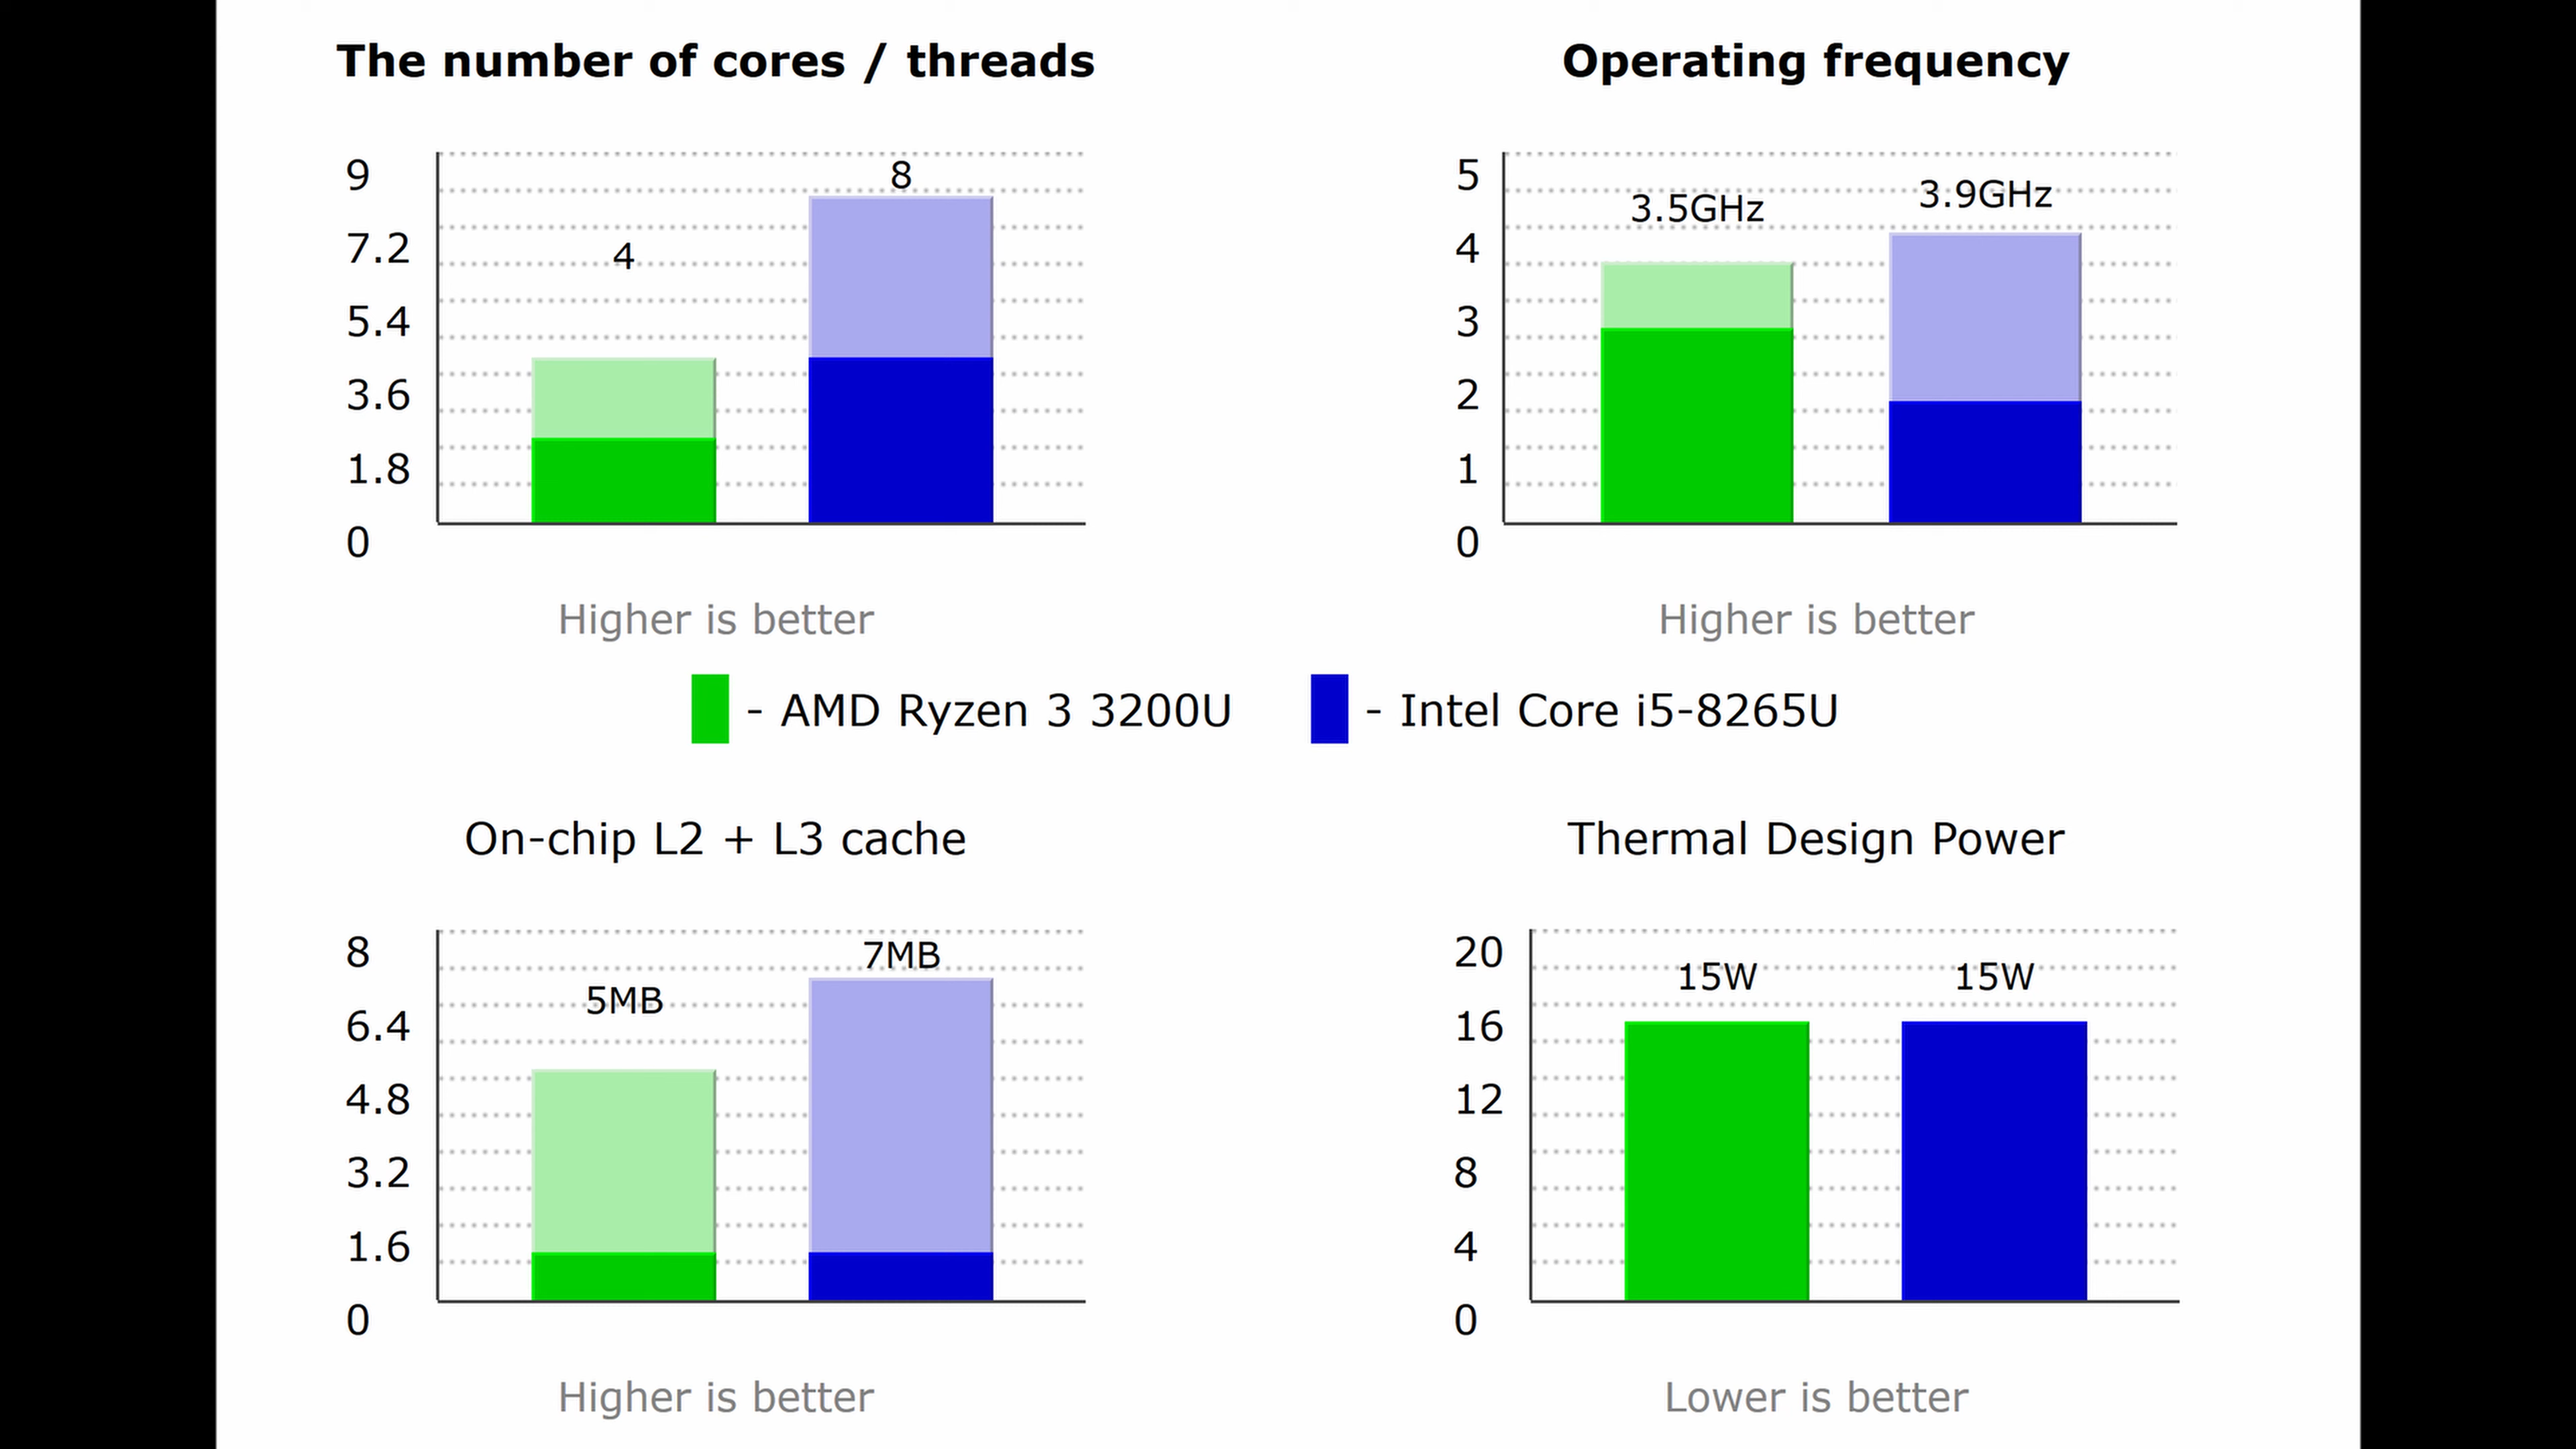 The number of cores / threads
9
7.2
5.4
3.6
1.8
0
4
8
Higher is better
Operating frequency
5
4
3
2
1
0
3.5GHz
3.9GHz
Higher is better
- AMD Ryzen 3 3200U
- Intel Core i5-8265U
On-chip L2 + L3 cache
8
6.4
4.8
3.2
1.6
0
5MB
7MB
Higher is better
Thermal Design Power
20
16
12
8
4
0
15W
15W
Lower is better